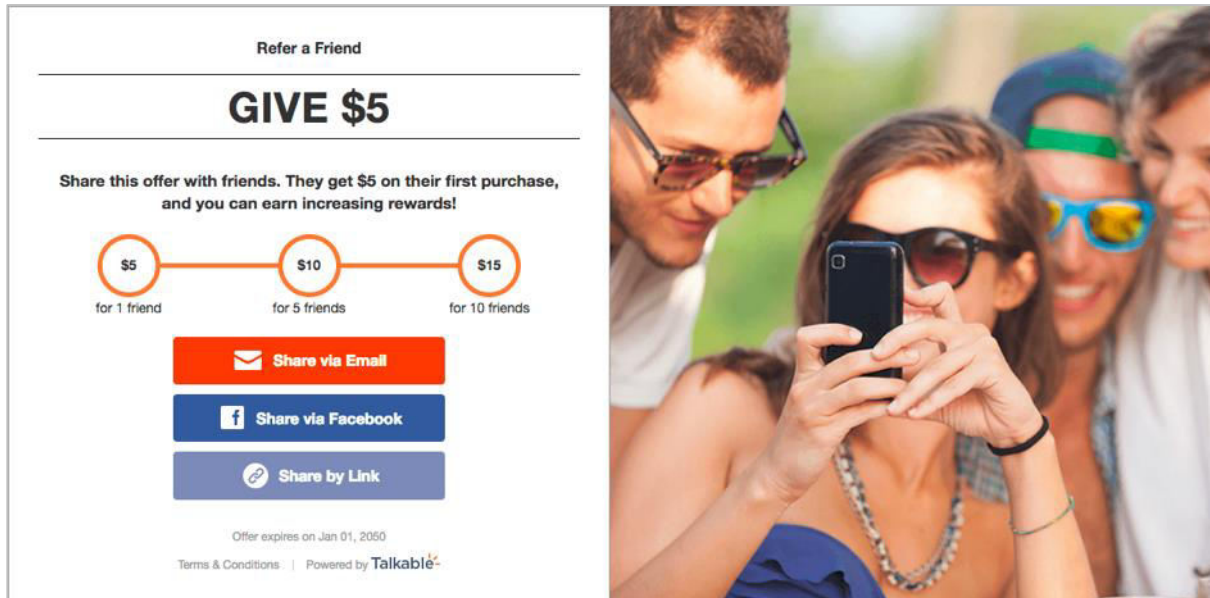 Refer a Friend
GIVE $5
Share this offer with friends. They get $5 on their first purchase,
and you can earn increasing rewards!
$5
$10
$15
for 1 friend
for 5 friends
for 10 friends
Share via Email
f Share via Facebook
Share by Link
Offer expires on Jan 01, 2050
Terms & Conditions | Powered by Talkable